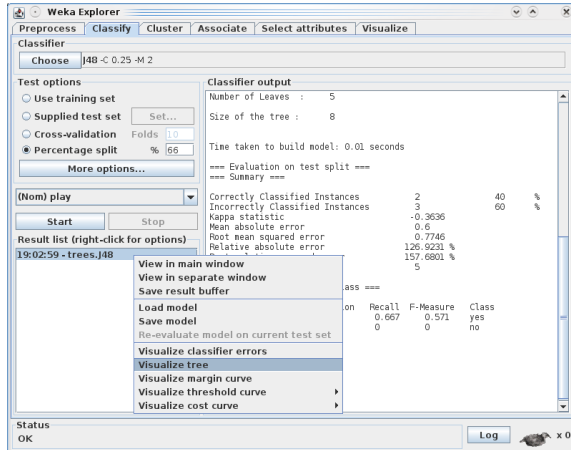 Weka Explorer
Preprocess Classify Cluster Associate Select attributes Visualize
Classifier
Choose J48 -C 0.25 -M 2
Test options
Use training set
Supplied test set Set...
Cross-validation Folds 10
Percentage split % 66
More options...
(Nom) play
Start Stop
Result list (right-click for options)
19:02:59 - trees.J48
Classifier output
Number of Leaves : 5
Size of the tree : 8
Time taken to build model: 0.01 seconds
=== Evaluation on test split ===
=== Summary ===
Correctly Classified Instances 2 40 %
Incorrectly Classified Instances 3 60 %
Kappa statistic -0.3636
Mean absolute error 0.6
Root mean squared error 0.7746
Relative absolute error 126.9231 %
157.6801 %
5
ass ===
on Recall F-Measure Class
0.667 0.571 yes
0 0 no
View in main window
View in separate window
Save result buffer
Load model
Save model
Re-evaluate model on current test set
Visualize classifier errors
Visualize tree
Visualize margin curve
Visualize threshold curve
Visualize cost curve
Status
OK
Log
x 0